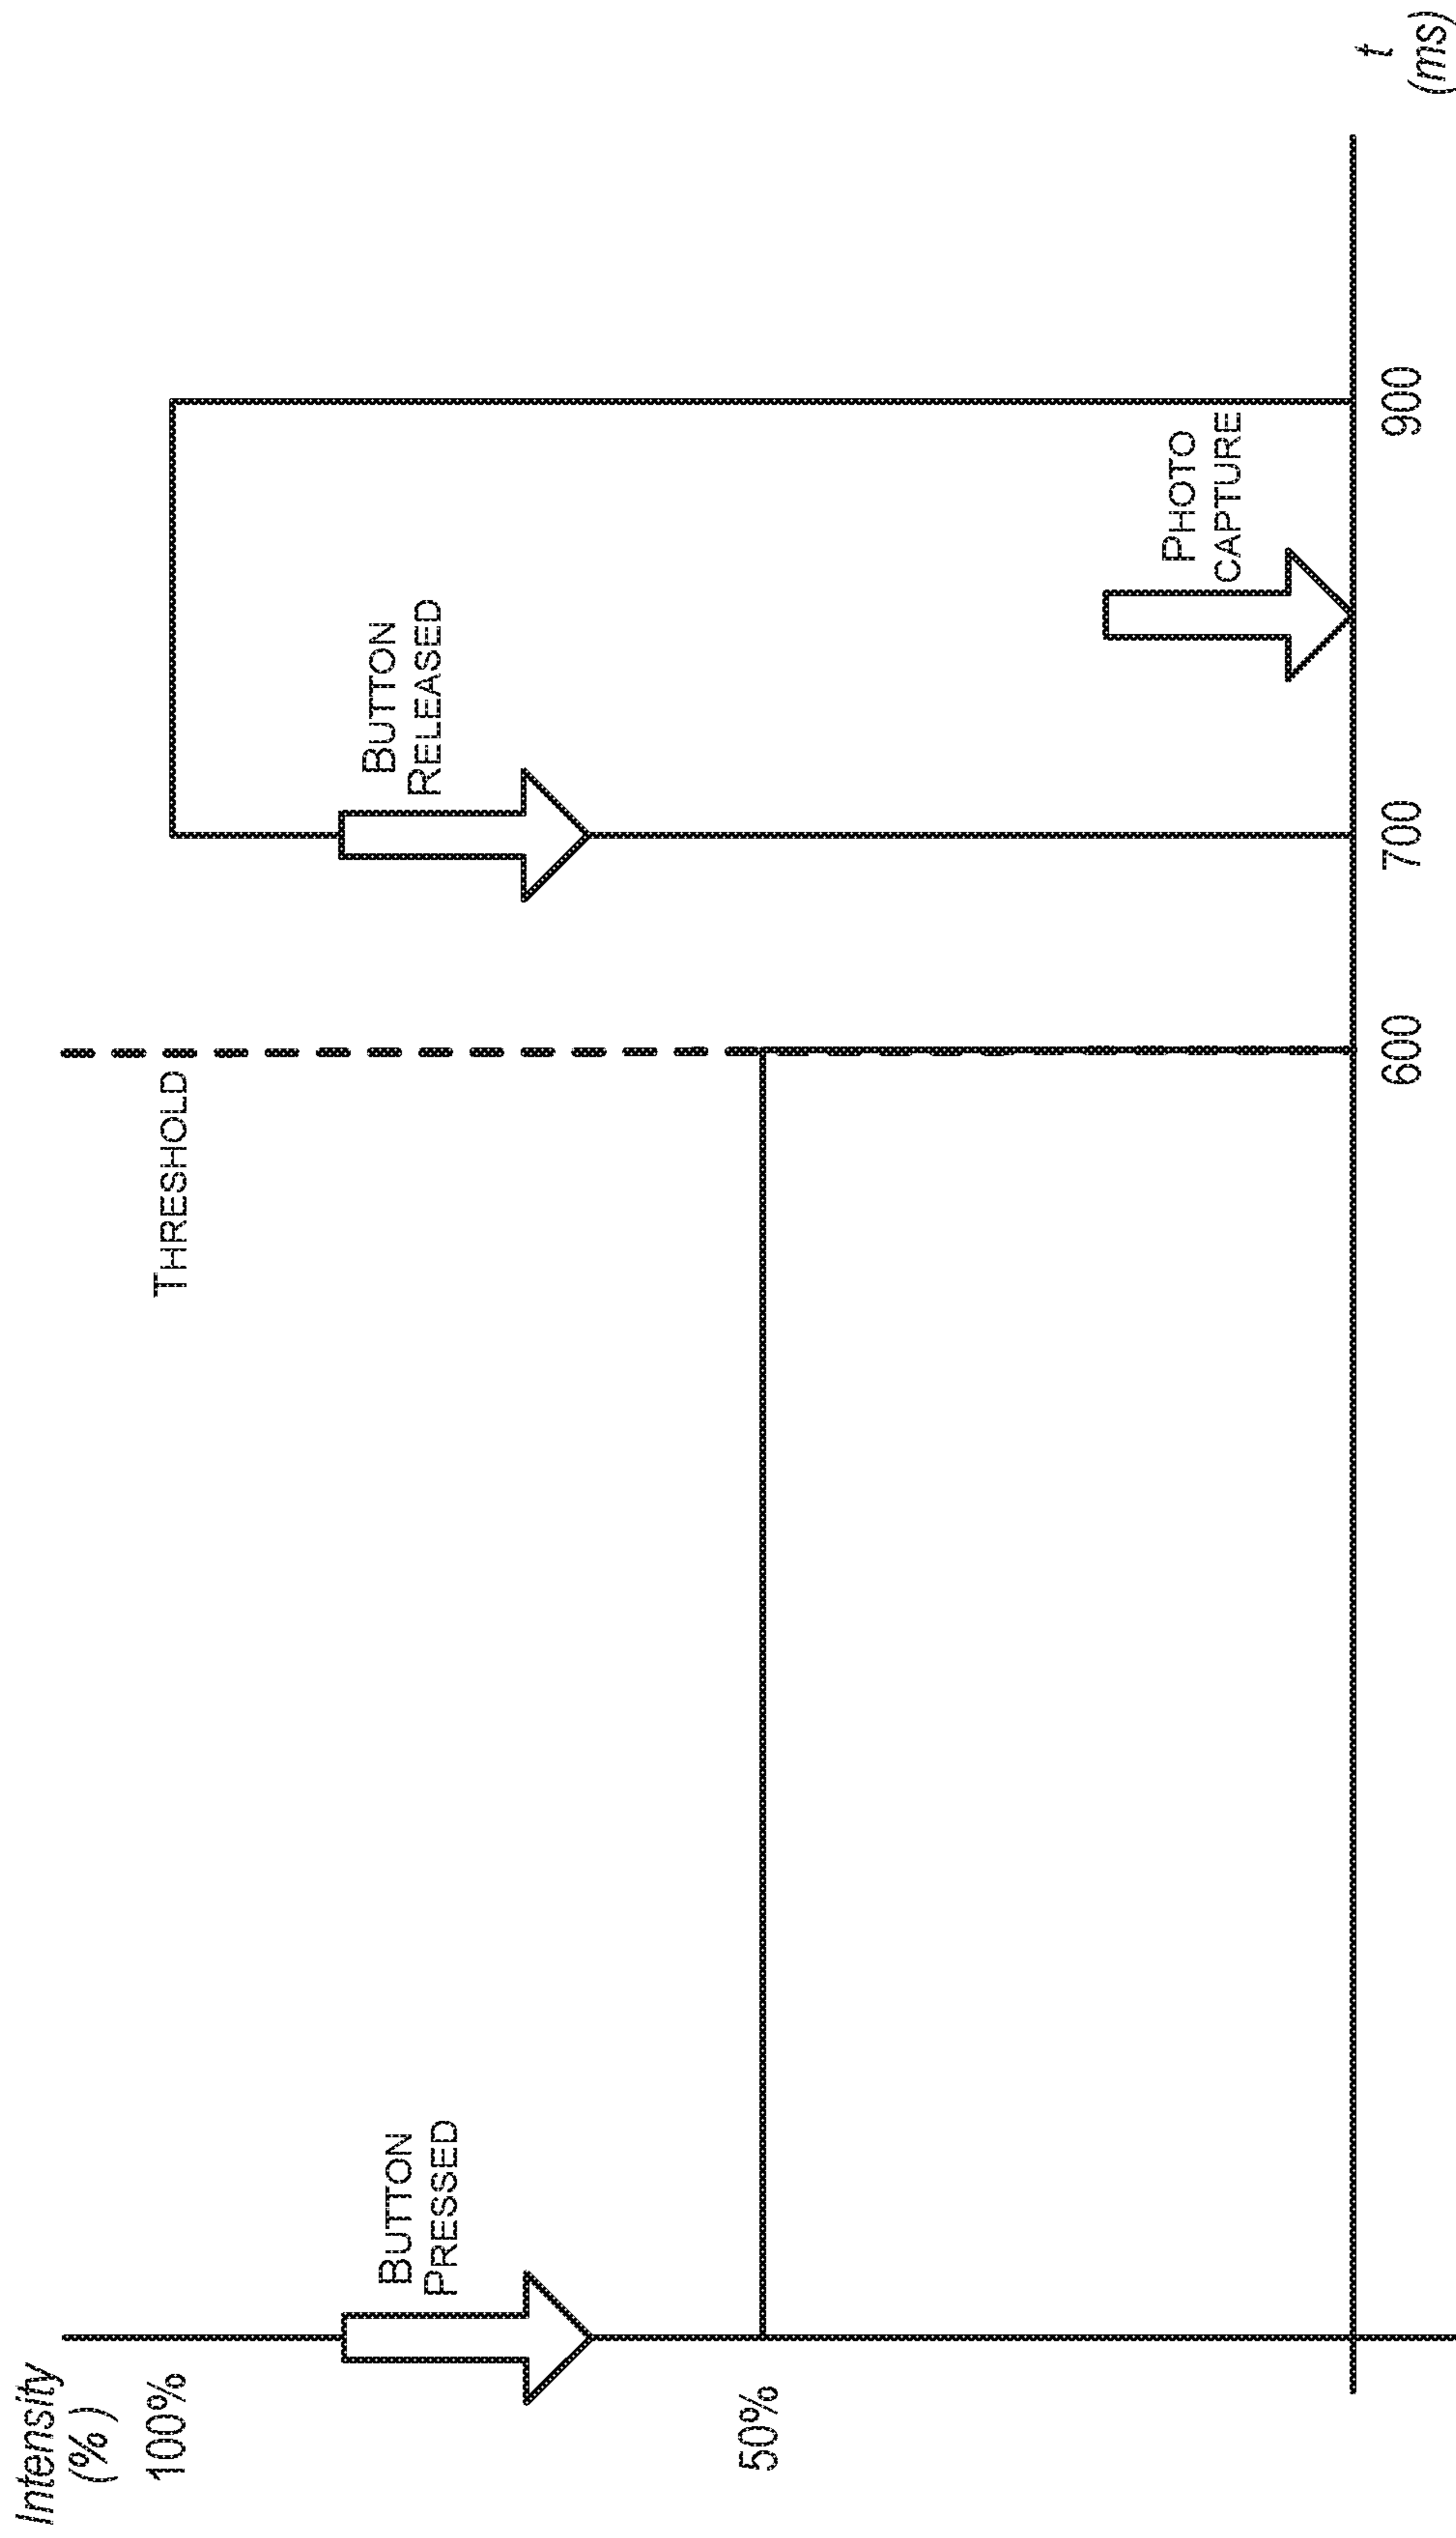 Intensity
(%)
100%
50%
BUTTON
PRESSED
THRESHOLD
BUTTON
RELEASED
PHOTO
CAPTURE
600
700
900
t
(ms)